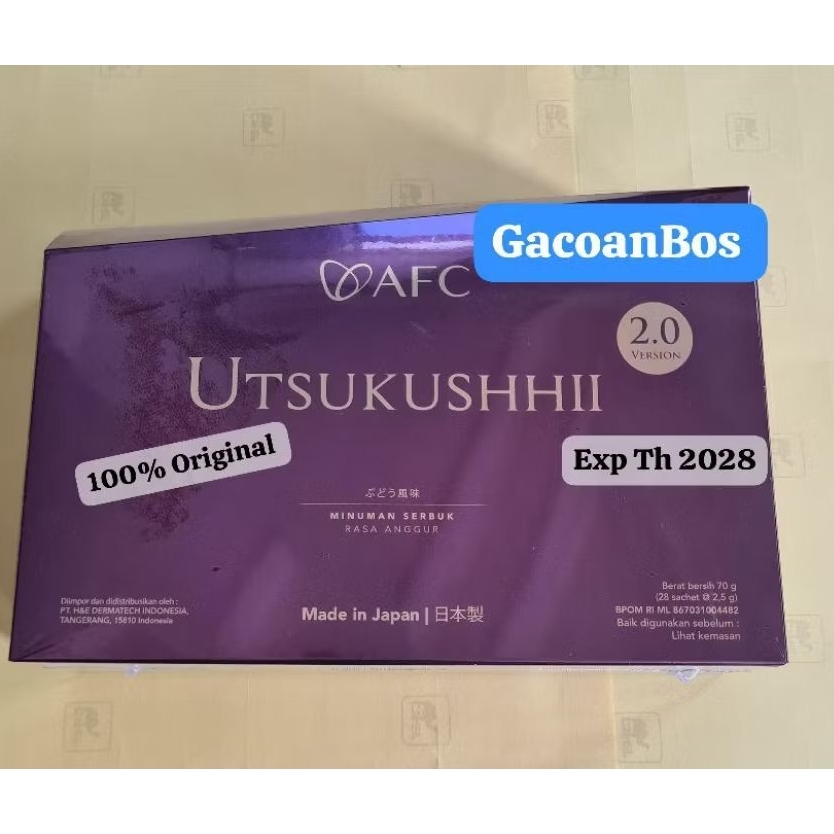 GacoanBos
AFC
2.0
VERSION
UTSUKUSHHII
100% Original
Exp Th 2028
ぶどう風味
MINUMAN SERBUK
RASA ANGGUR
Diimpor dan didistribusikan oleh :
PT. H&E DERMATECH INDONESIA,
TANGERANG, 15810 Indonesia
Made in Japan | 日本製
Berat bersih 70 g
(28 sachet @ 2,5 g)
BPOM RI ML 867031004482
Baik digunakan sebelum :
Lihat kemasan